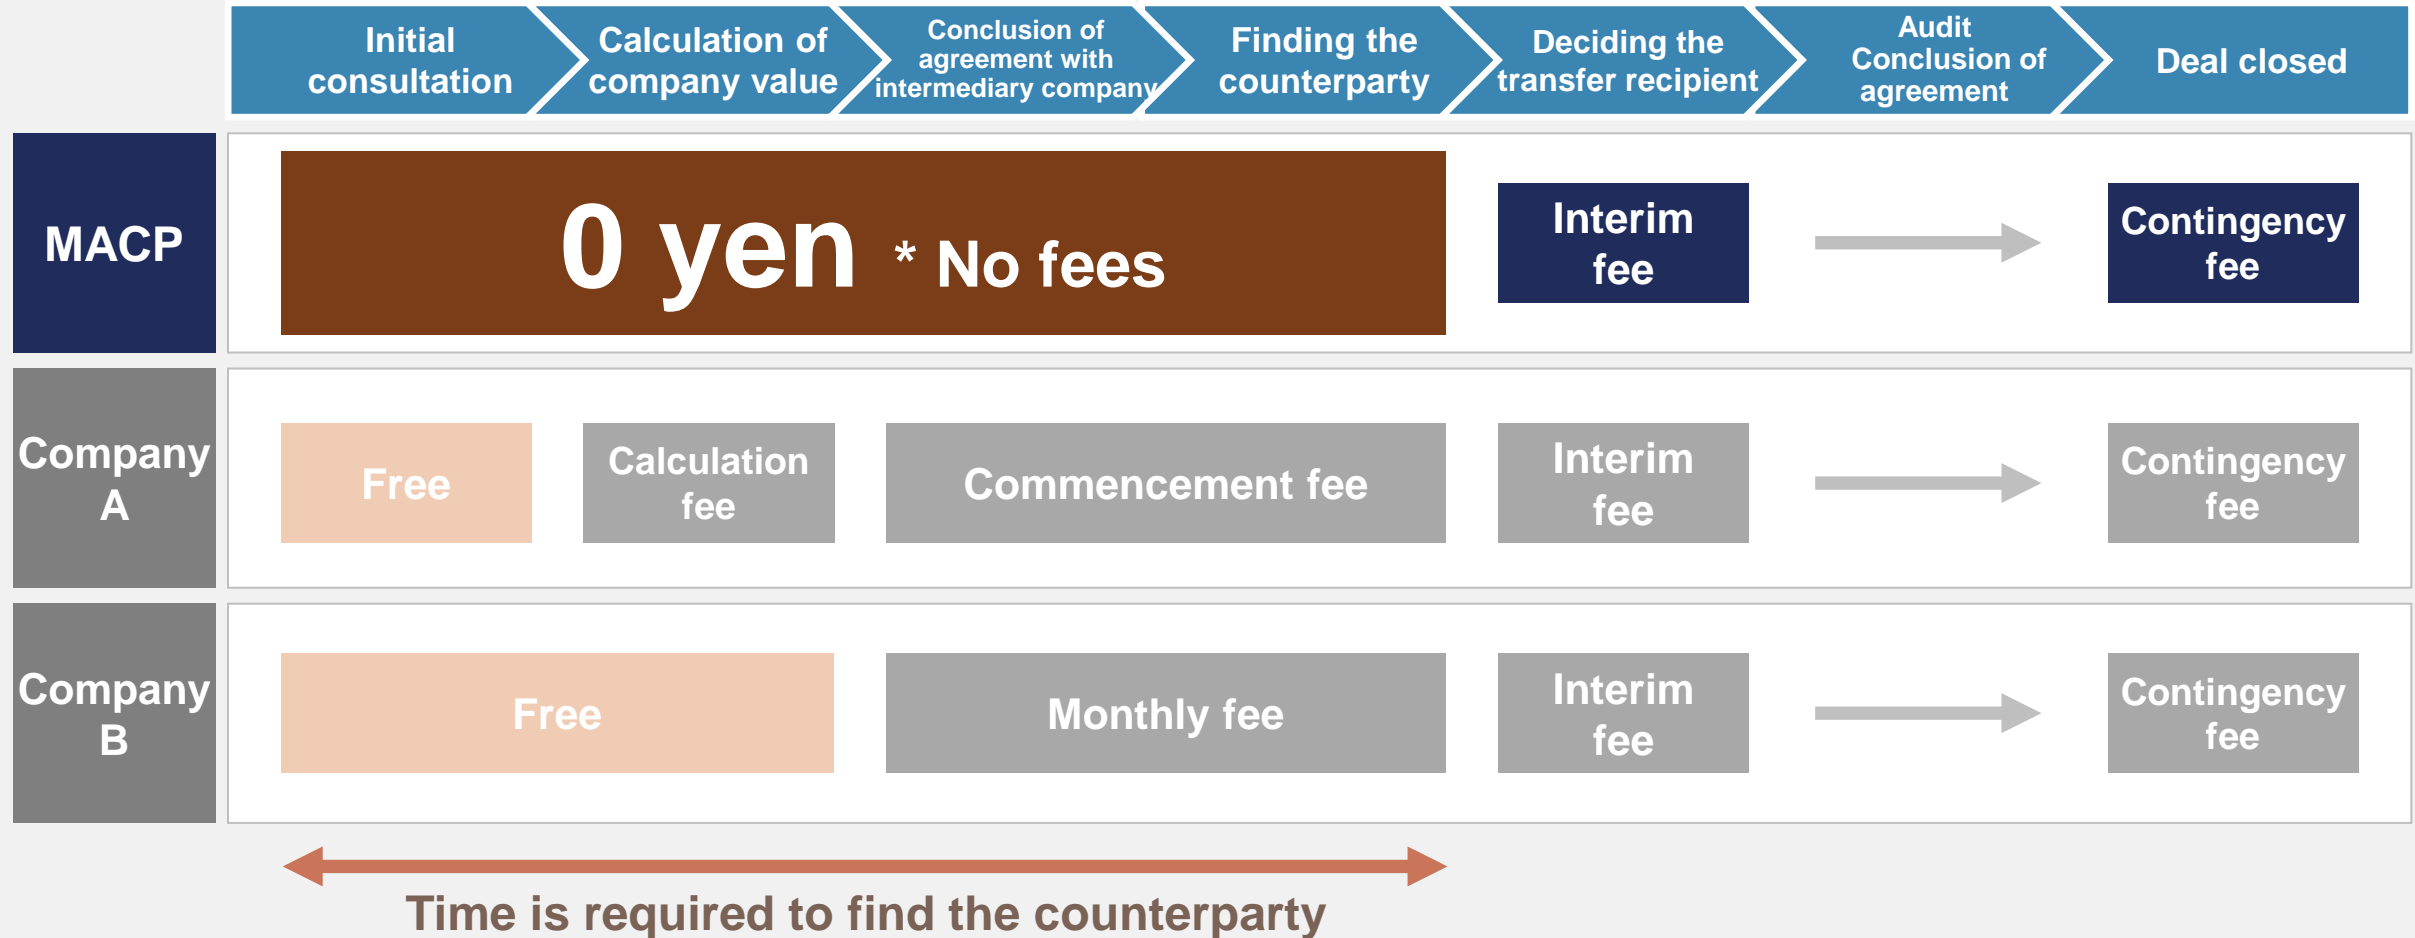 Initial
consultation
Calculation of
company value
Conclusion of
agreement with
intermediary company
Finding the
counterparty
Deciding the
transfer recipient
Audit
Conclusion of
agreement
Deal closed
MACP
0 yen * No fees
Interim
fee
Contingency
fee
Company
A
Free
Calculation
fee
Commencement fee
Interim
fee
Contingency
fee
Company
B
Free
Monthly fee
Interim
fee
Contingency
fee
Time is required to find the counterparty